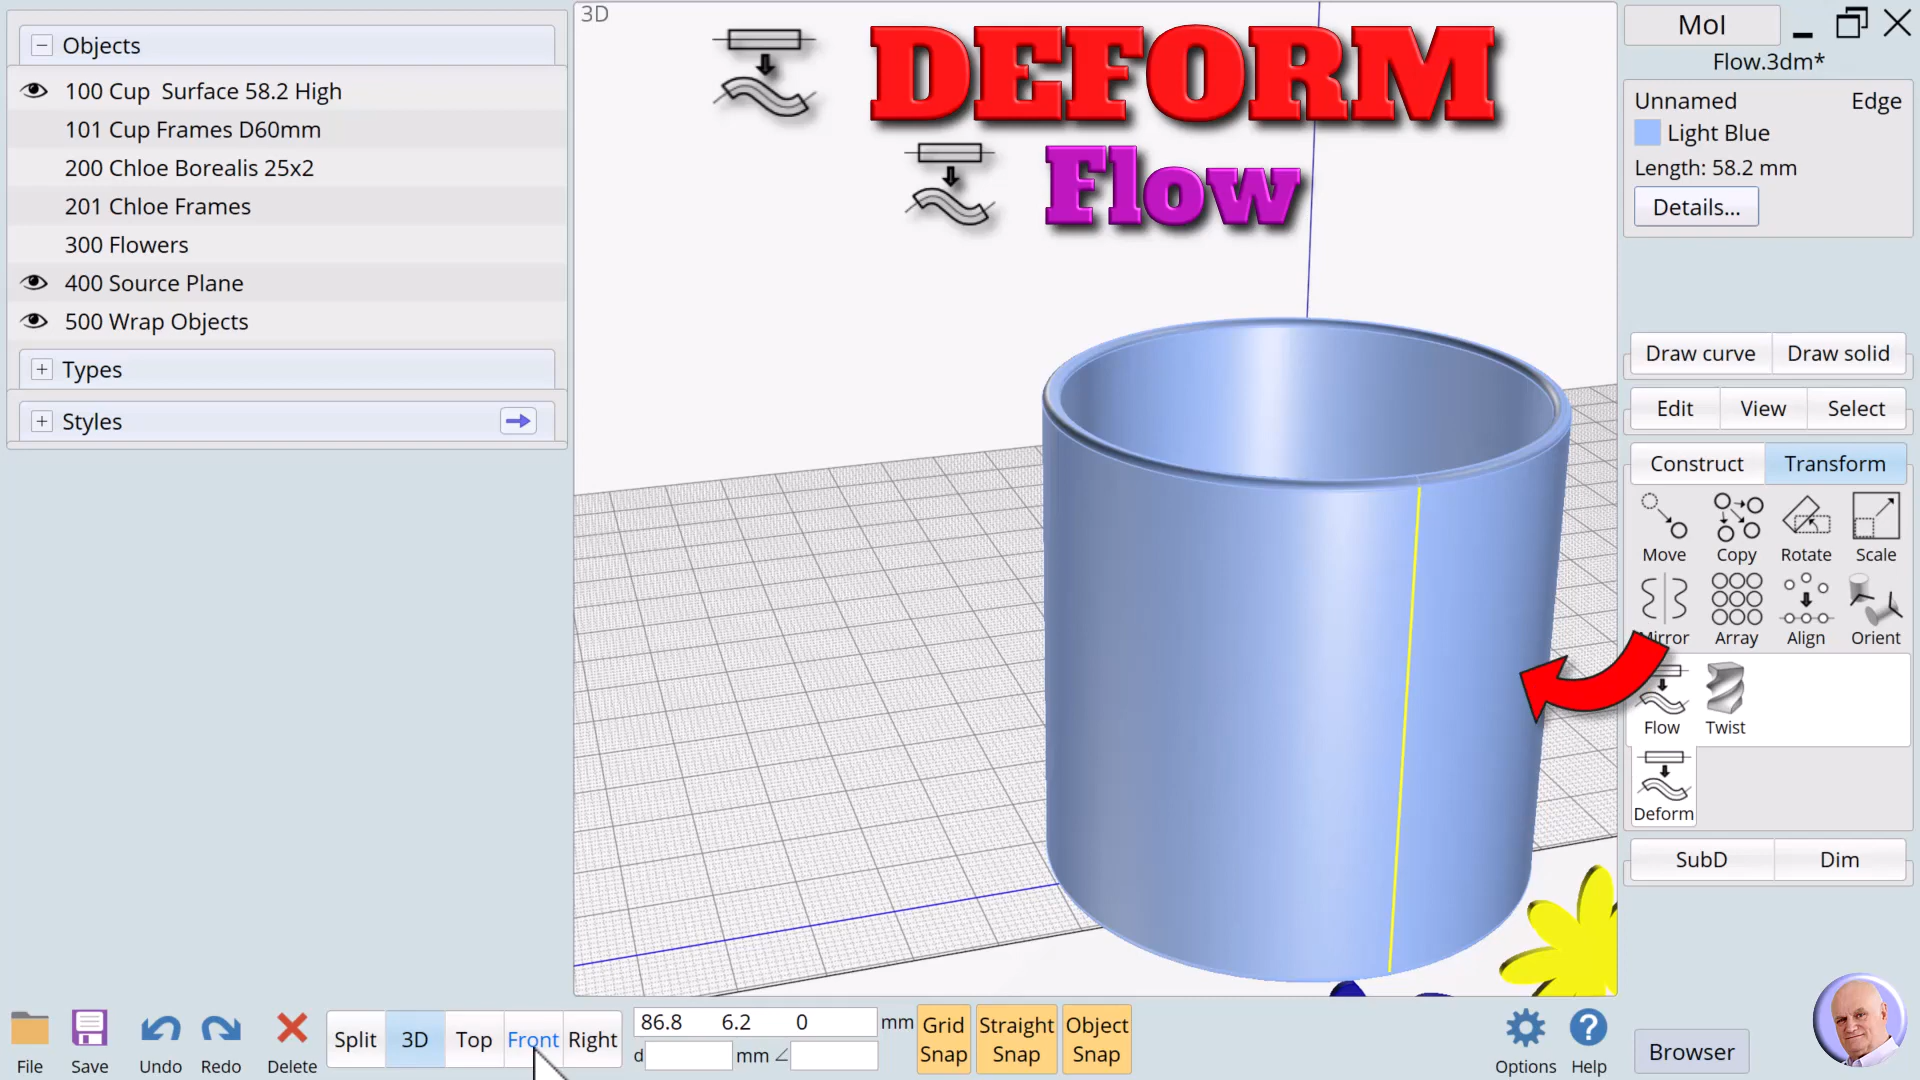 Objects
100 Cup  Surface 58.2 High
101 Cup Frames D60mm
200 Chloe Borealis 25x2
201 Chloe Frames
300 Flowers
400 Source Plane
500 Wrap Objects
Types
Styles
3D
DEFORM
Flow
MoI
Flow.3dm*
Unnamed Edge
Light Blue
Length: 58.2 mm
Details...
Draw curve Draw solid
Edit View Select
Construct Transform
Move Copy Rotate Scale
Mirror Array Align Orient
Flow Twist
Deform
SubD Dim
File Save Undo Redo Delete
Split 3D Top Front Right
86.8 6.2 0 mm
d mm ∠
Grid Snap
Straight Snap
Object Snap
Options Help
Browser